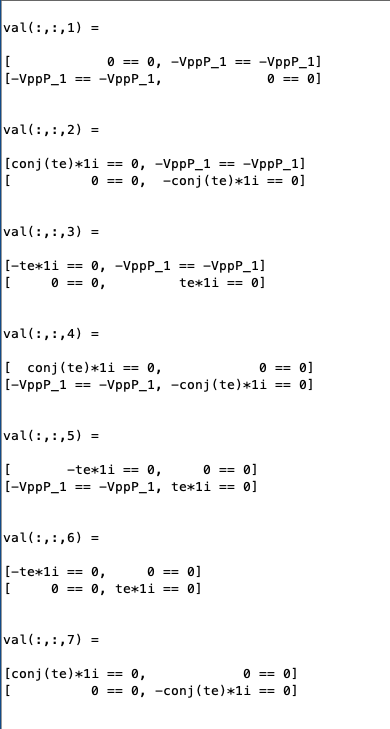 val(:,:,1) =
[            0 == 0, -VppP_1 == -VppP_1]
[-VppP_1 == -VppP_1,             0 == 0]
val(:,:,2) =
[conj(te)*1i == 0, -VppP_1 == -VppP_1]
[          0 == 0,  -conj(te)*1i == 0]
val(:,:,3) =
[-te*1i == 0, -VppP_1 == -VppP_1]
[     0 == 0,         te*1i == 0]
val(:,:,4) =
[  conj(te)*1i == 0,            0 == 0]
[-VppP_1 == -VppP_1, -conj(te)*1i == 0]
val(:,:,5) =
[       -te*1i == 0,     0 == 0]
[-VppP_1 == -VppP_1, te*1i == 0]
val(:,:,6) =
[-te*1i == 0,     0 == 0]
[     0 == 0, te*1i == 0]
val(:,:,7) =
[conj(te)*1i == 0,            0 == 0]
[          0 == 0, -conj(te)*1i == 0]